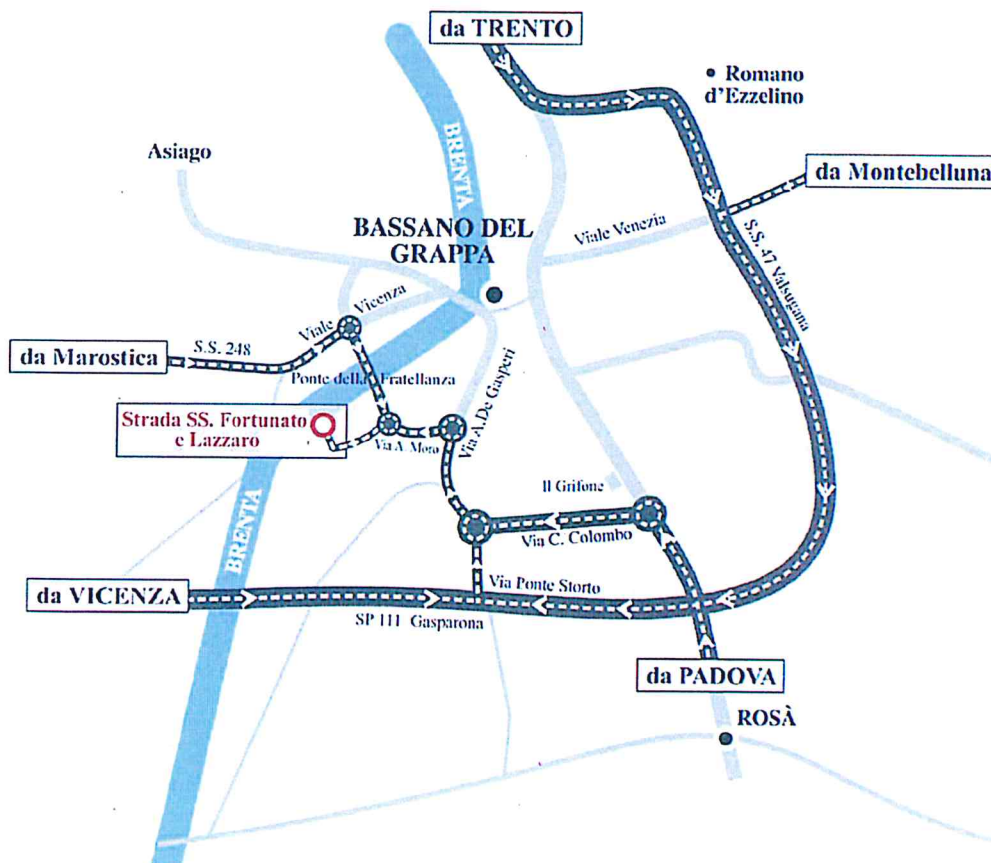 da TRENTO
Romano
d'Ezzelino
BRENTA
Asiago
da Montebelluna
BASSANO DEL
GRAPPA
Viale Venezia
S.S. 47 Valsugana
Viale Vicenza
da Marostica
S.S. 248
Ponte della Fratellanza
Strada SS. Fortunato
e Lazzaro
Via A. Moro
Via A.De Gasperi
Il Grifone
Via C. Colombo
BRENTA
da VICENZA
Via Ponte Storto
SP 111 Gasparona
da PADOVA
ROSÀ